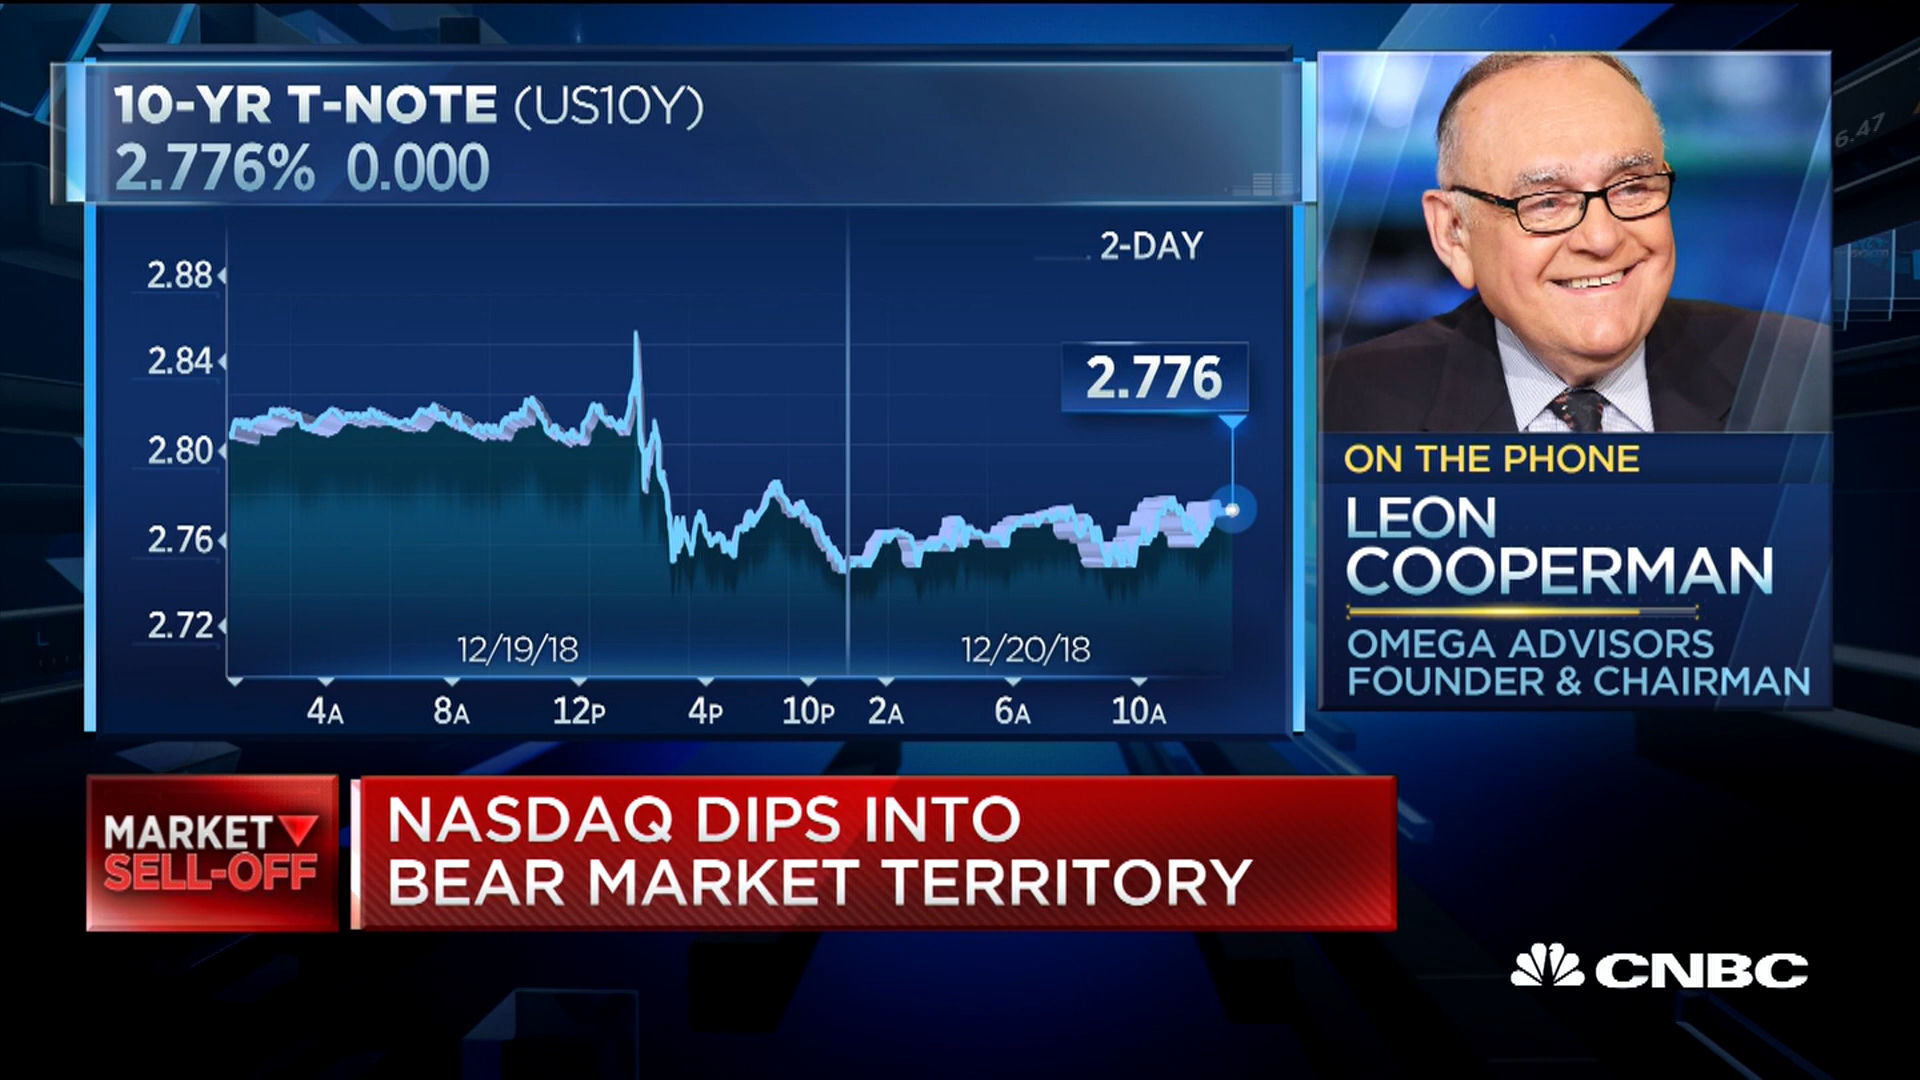 10-YR T-NOTE (US10Y)
2.776% 0.000
2-DAY
2.88
2.84
2.80
2.76
2.72
2.776
12/19/18
12/20/18
4A 8A 12P 4P 10P 2A 6A 10A
ON THE PHONE
LEON
COOPERMAN
OMEGA ADVISORS
FOUNDER & CHAIRMAN
6.47
MARKET
SELL-OFF
NASDAQ DIPS INTO
BEAR MARKET TERRITORY
CNBC